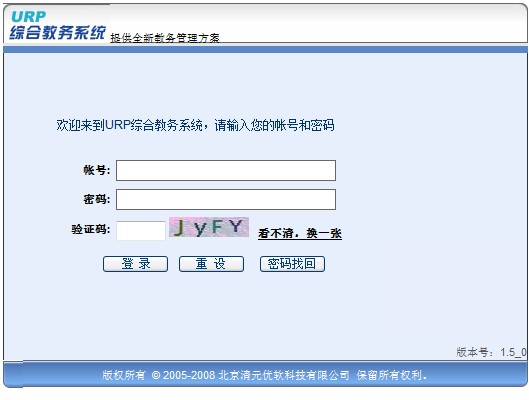 URP
综合教务系统 提供全新教务管理方案
欢迎来到URP综合教务系统，请输入您的帐号和密码
帐号:
密码:
验证码: JyFY 看不清，换一张
登 录 重 设 密码找回
版本号：1.5_0
版权所有 © 2005-2008 北京清元优软科技有限公司 保留所有权利。